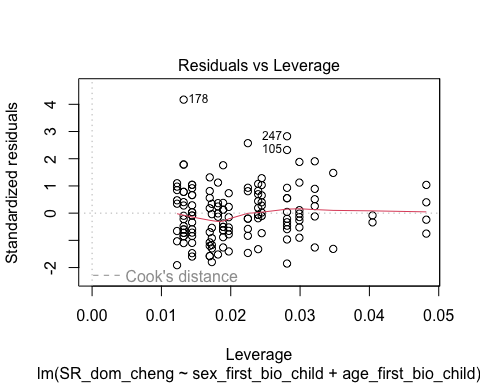 Residuals vs Leverage
Standardized residuals
4
3
2
1
0
-2
178
247
105
Cook's distance
0.00 0.01 0.02 0.03 0.04 0.05
Leverage
lm(SR_dom_cheng ~ sex_first_bio_child + age_first_bio_child)